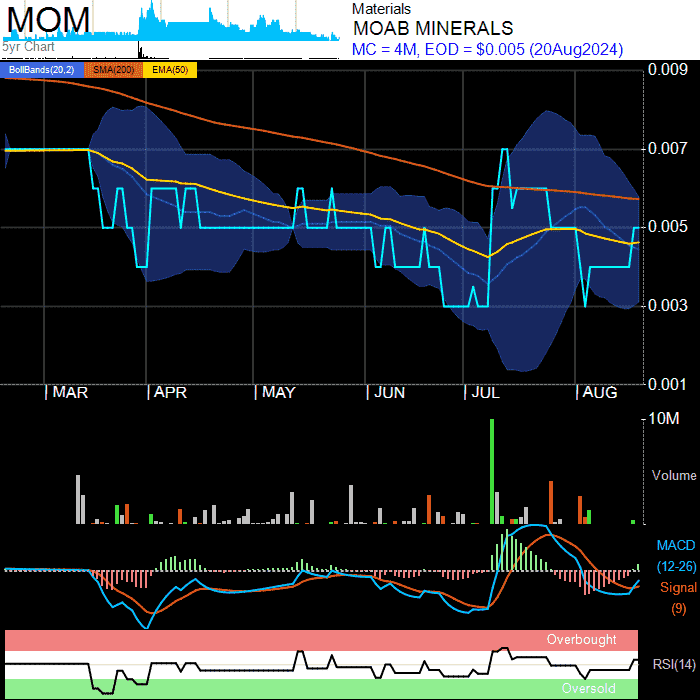 MOM
5yr Chart
Materials
MOAB MINERALS
MC = 4M, EOD = $0.005 (20Aug2024)
BollBands(20,2) SMA(200) EMA(50)
0.009
0.007
0.005
0.003
0.001
MAR APR MAY JUN JUL AUG
10M
Volume
MACD
(12-26)
Signal
(9)
Overbought
RSI(14)
Oversold